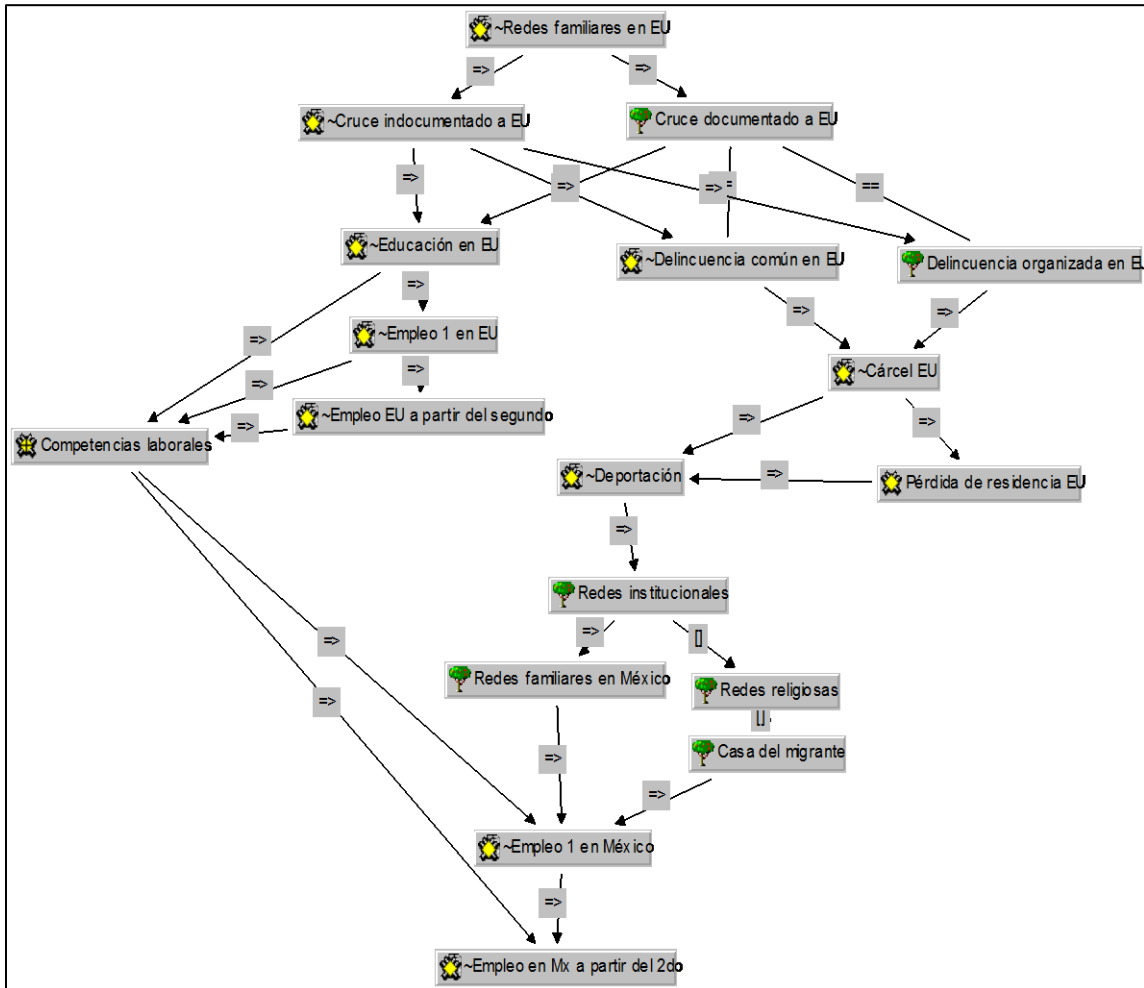 ~Redes familiares en EU
=>
=>
~Cruce indocumentado a EU
Cruce documentado a EU
=>
=>
=>
==
~Educación en EU
~Delincuencia común en EU
Delincuencia organizada en EU
=>
=>
=>
~Empleo 1 en EU
=>
=>
=>
~Cárcel EU
~Empleo EU a partir del segundo
=>
=>
=>
Competencias laborales
~Deportación
=>
Pérdida de residencia EU
=>
Redes institucionales
=>
[]
=>
=>
Redes familiares en México
Redes religiosas
[]
Casa del migrante
=>
=>
~Empleo 1 en México
=>
~Empleo en Mx a partir del 2do